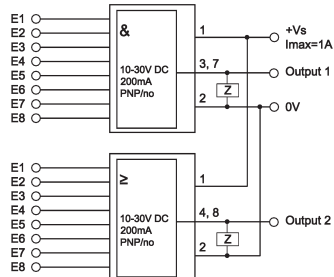 E1
E2
E3
E4
E5
E6
E7
E8
&
10-30V DC
200mA
PNP/no
1
3, 7
2
+Vs
Imax=1A
Output 1
Z
0V
E1
E2
E3
E4
E5
E6
E7
E8
≥
10-30V DC
200mA
PNP/no
1
4, 8
2
Output 2
Z